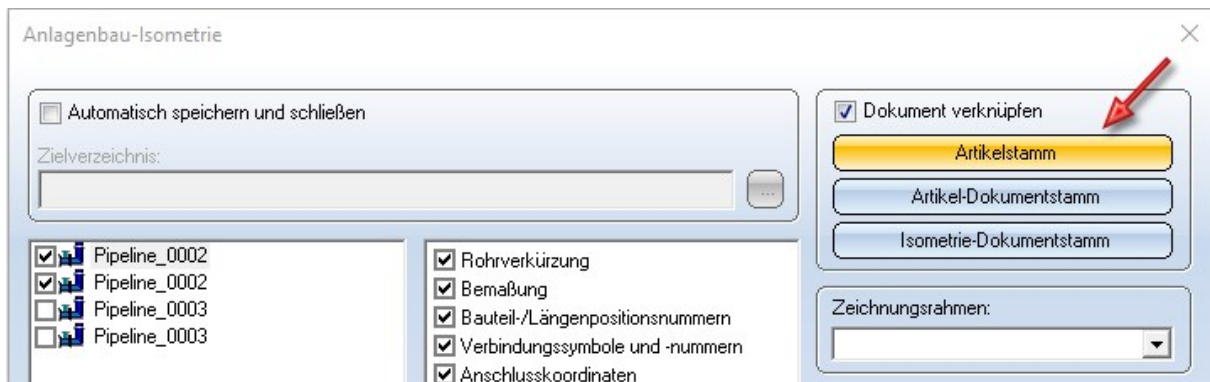 Anlagenbau-Isometrie
Automatisch speichern und schließen
Zielverzeichnis:
...
Dokument verknüpfen
Artikelstamm
Artikel-Dokumentstamm
Isometrie-Dokumentstamm
Pipeline_0002
Pipeline_0002
Pipeline_0003
Pipeline_0003
Rohrverkürzung
Bemaßung
Bauteil-/Längenpositionsnummern
Verbindungssymbole und -nummern
Anschlusskoordinaten
Zeichnungsrahmen: